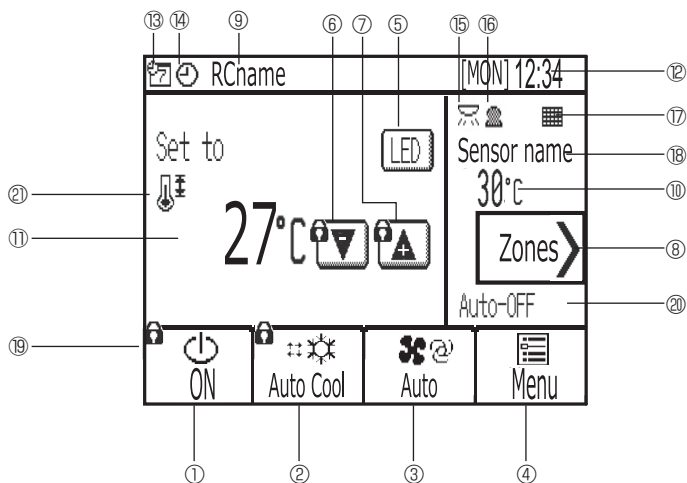 ⑬ ⑭ ⑨ ⑥ ⑦ ⑤ ⑮ ⑯
RCname [MON] 12:34 ⑫
⑰
Set to LED Sensor name ⑱
㉑ 30°C ⑩
⑪ 27°C - + Zones ⑧
Auto-OFF ⑳
⑲
ON Auto Cool Auto Menu
① ② ③ ④